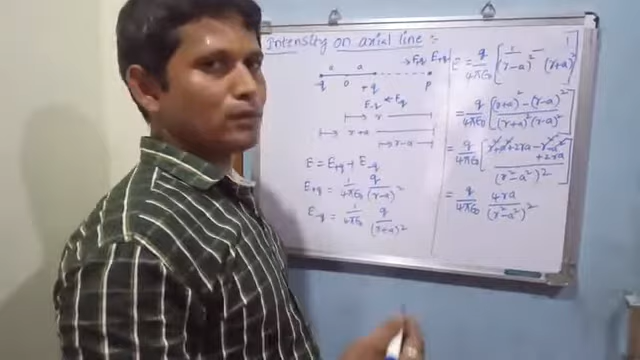 Intensity on axial line :-
E₊q
a a
-q o +q p
E₋q ← E₊q
r
r+a
r-a
E = E₊q + E₋q
E₊q = 1/4πε₀ q/(r-a)²
E₋q = 1/4πε₀ q/(r+a)²
E = q/4πε₀ [1/(r-a)² - 1/(r+a)²]
= q/4πε₀ [(r+a)² - (r-a)²/(r+a)²(r-a)²]
= q/4πε₀ [r²+a²+2ra-r²-a²+2ra/(r²-a²)²]
= q/4πε₀ 4ra/(r²-a²)²